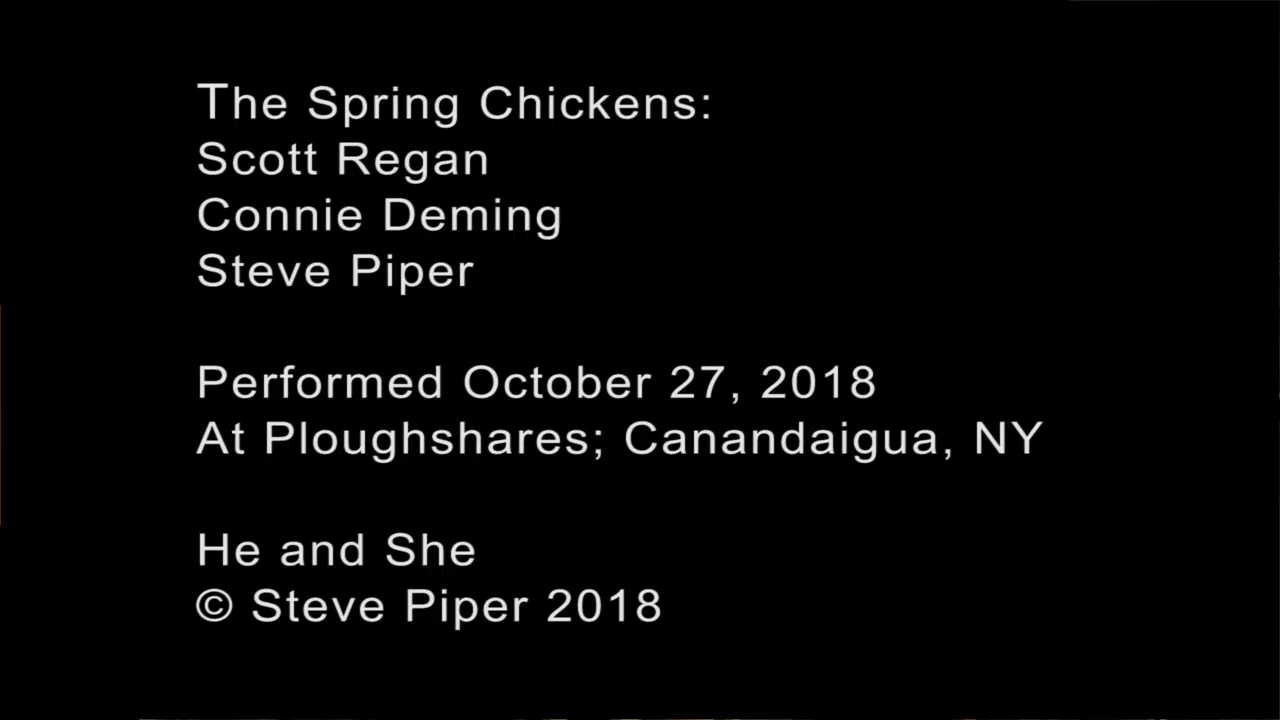 The Spring Chickens:
Scott Regan
Connie Deming
Steve Piper
Performed October 27, 2018
At Ploughshares; Canandaigua, NY
He and She
© Steve Piper 2018